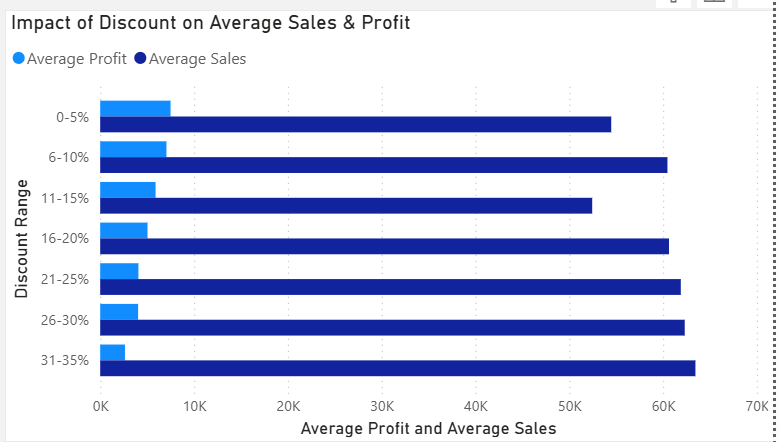 Impact of Discount on Average Sales & Profit
Average Profit Average Sales
Discount Range
0-5%
6-10%
11-15%
16-20%
21-25%
26-30%
31-35%
0K 10K 20K 30K 40K 50K 60K 70K
Average Profit and Average Sales